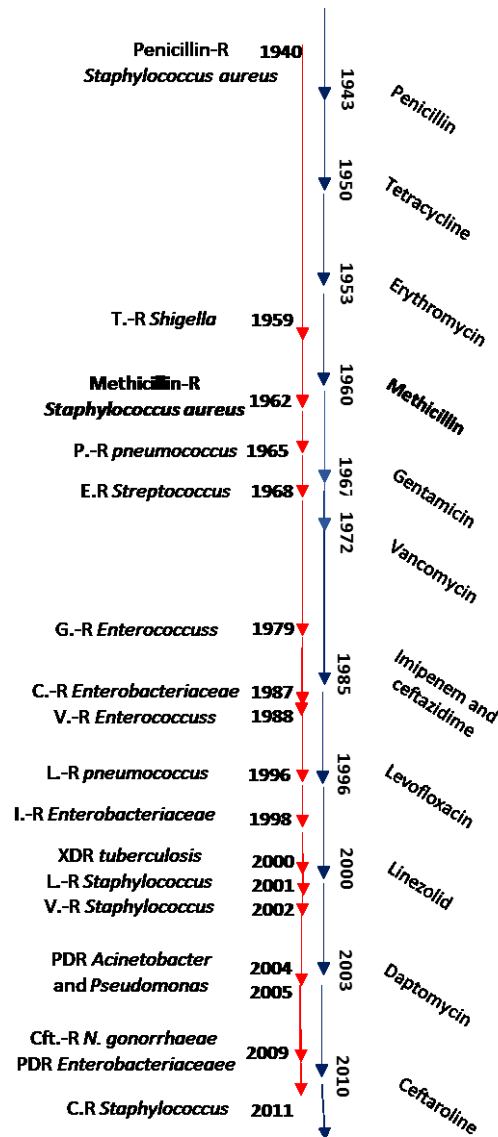 Penicillin-R 1940
Staphylococcus aureus
1943
Penicillin
1950
Tetracycline
1953
Erythromycin
T.-R Shigella 1959
1960
Methicillin
Methicillin-R
Staphylococcus aureus 1962
P.-R pneumococcus 1965
1967
Gentamicin
E.R Streptococcus 1968
1972
Vancomycin
G.-R Enterococcuss 1979
1985
Imipenem and
ceftazidime
C.-R Enterobacteriaceae 1987
V.-R Enterococcuss 1988
L.-R pneumococcus 1996
1996
Levofloxacin
I.-R Enterobacteriaceae 1998
XDR tuberculosis 2000
2000
Linezolid
L.-R Staphylococcus 2001
V.-R Staphylococcus 2002
2003
Daptomycin
PDR Acinetobacter 2004
and Pseudomonas 2005
Cft.-R N. gonorrhaeae 2009
PDR Enterobacteriaceaee
2010
Ceftaroline
C.R Staphylococcus 2011